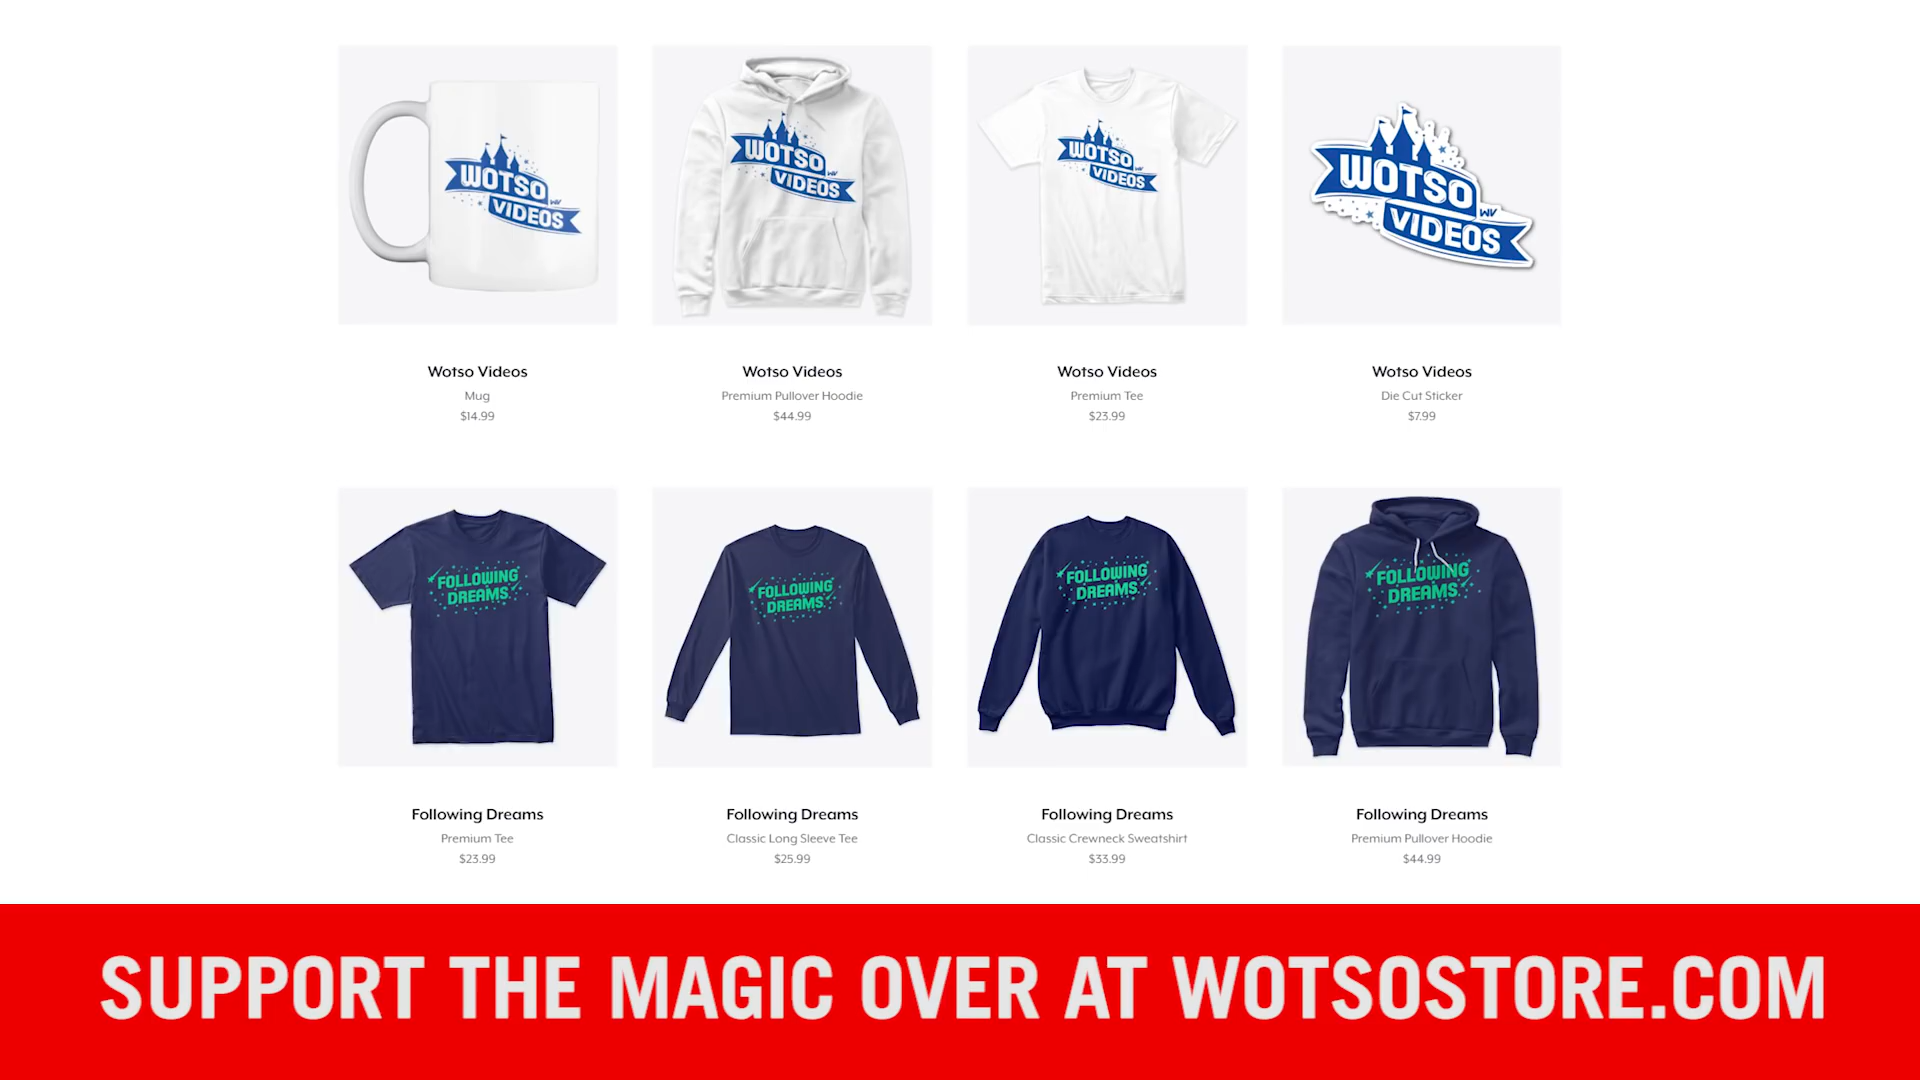 WOTSO
VIDEOS
WV
WOTSO
VIDEOS
WV
WOTSO
VIDEOS
WV
WOTSO
VIDEOS
WV
Wotso Videos
Mug
$14.99
Wotso Videos
Premium Pullover Hoodie
$44.99
Wotso Videos
Premium Tee
$23.99
Wotso Videos
Die Cut Sticker
$7.99
FOLLOWING
DREAMS
FOLLOWING
DREAMS
FOLLOWING
DREAMS
FOLLOWING
DREAMS
Following Dreams
Premium Tee
$23.99
Following Dreams
Classic Long Sleeve Tee
$25.99
Following Dreams
Classic Crewneck Sweatshirt
$33.99
Following Dreams
Premium Pullover Hoodie
$44.99
SUPPORT THE MAGIC OVER AT WOTSOSTORE.COM